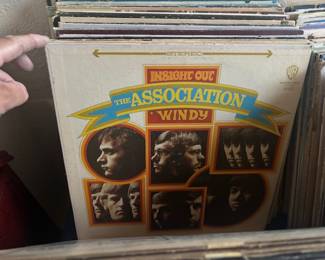 STEREO
INSIGHT OUT
THE ASSOCIATION
WINDY